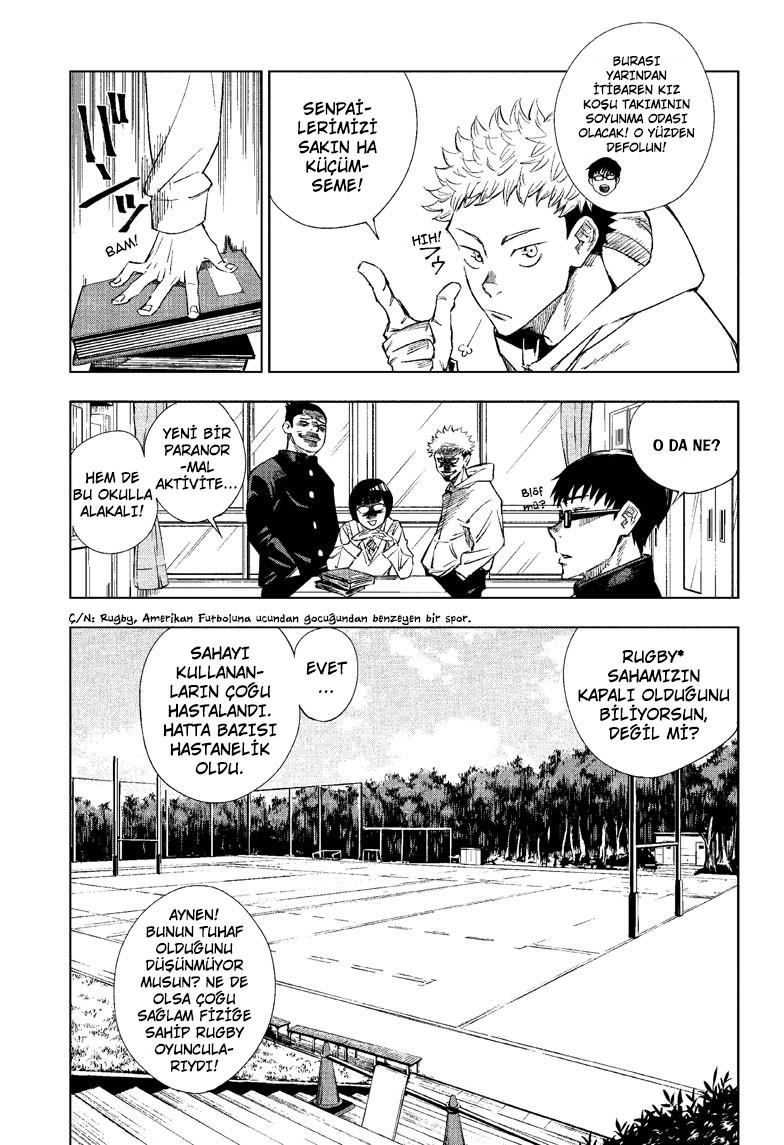 BURASI
YARINDAN
İTİBAREN KIZ
KOŞU TAKIMININ
SOYUNMA ODASI
OLACAK! O YÜZDEN
DEFOLUN!
SENPAİ-
LERİMİZİ
SAKIN HA
KÜÇÜM-
SEME!
HIH!
フウ
BAM!
O DA NE?
Blöf
mü?
YENİ BİR
PARANOR
-MAL
AKTİVİTE...
HEM DE
BU OKULLA
ALAKALI!
Ç/N: Rugby, Amerikan Futboluna ucundan gocuğundan benzeyen bir spor.
RUGBY*
SAHAMIZIN
KAPALI OLDUĞUNU
BİLİYORSUN,
DEĞİL Mİ?
EVET
...
SAHAYI
KULLANAN-
LARIN ÇOĞU
HASTALANDI.
HATTA BAZISI
HASTANELİK
OLDU.
AYNEN!
BUNUN TUHAF
OLDUĞUNU
DÜŞÜNMÜYOR
MUSUN? NE DE
OLSA ÇOĞU
SAĞLAM FİZİĞE
SAHİP RUGBY
OYUNCULA-
RIYDI!